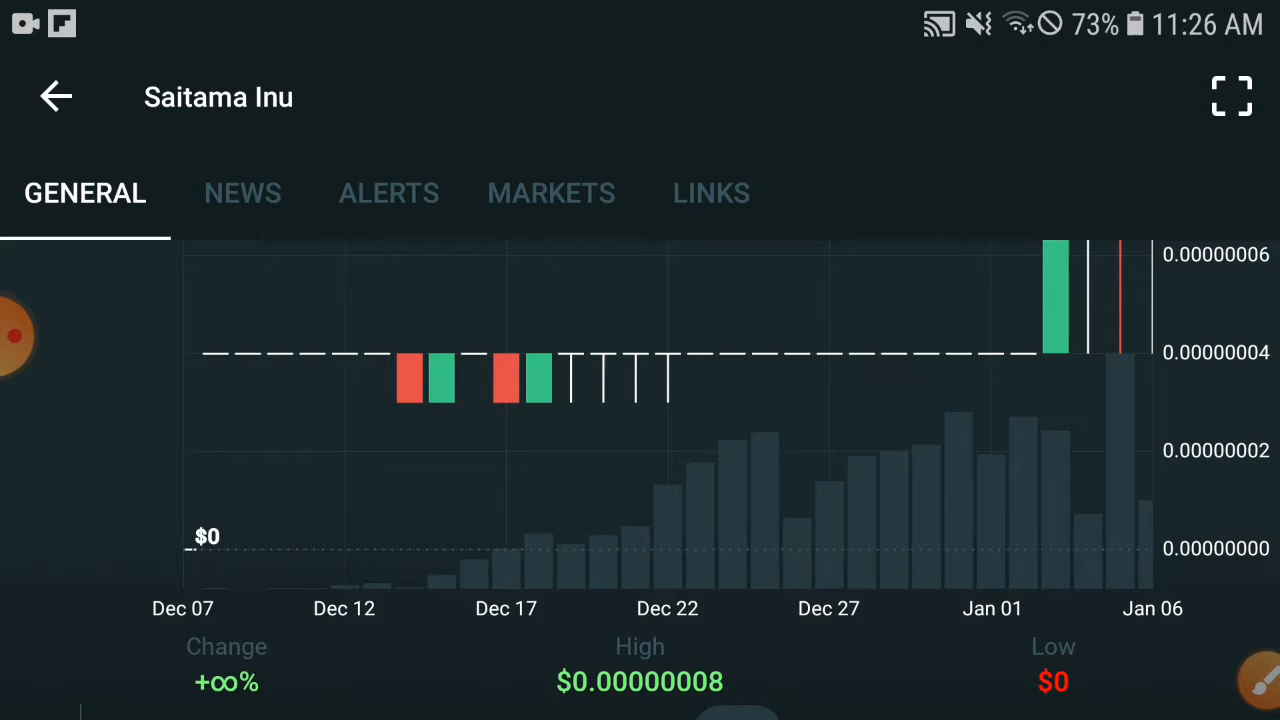 73% 11:26 AM
Saitama Inu
GENERAL NEWS ALERTS MARKETS LINKS
0.00000006
0.00000004
0.00000002
$0
0.00000000
Dec 07 Dec 12 Dec 17 Dec 22 Dec 27 Jan 01 Jan 06
Change High Low
+∞% $0.00000008 $0